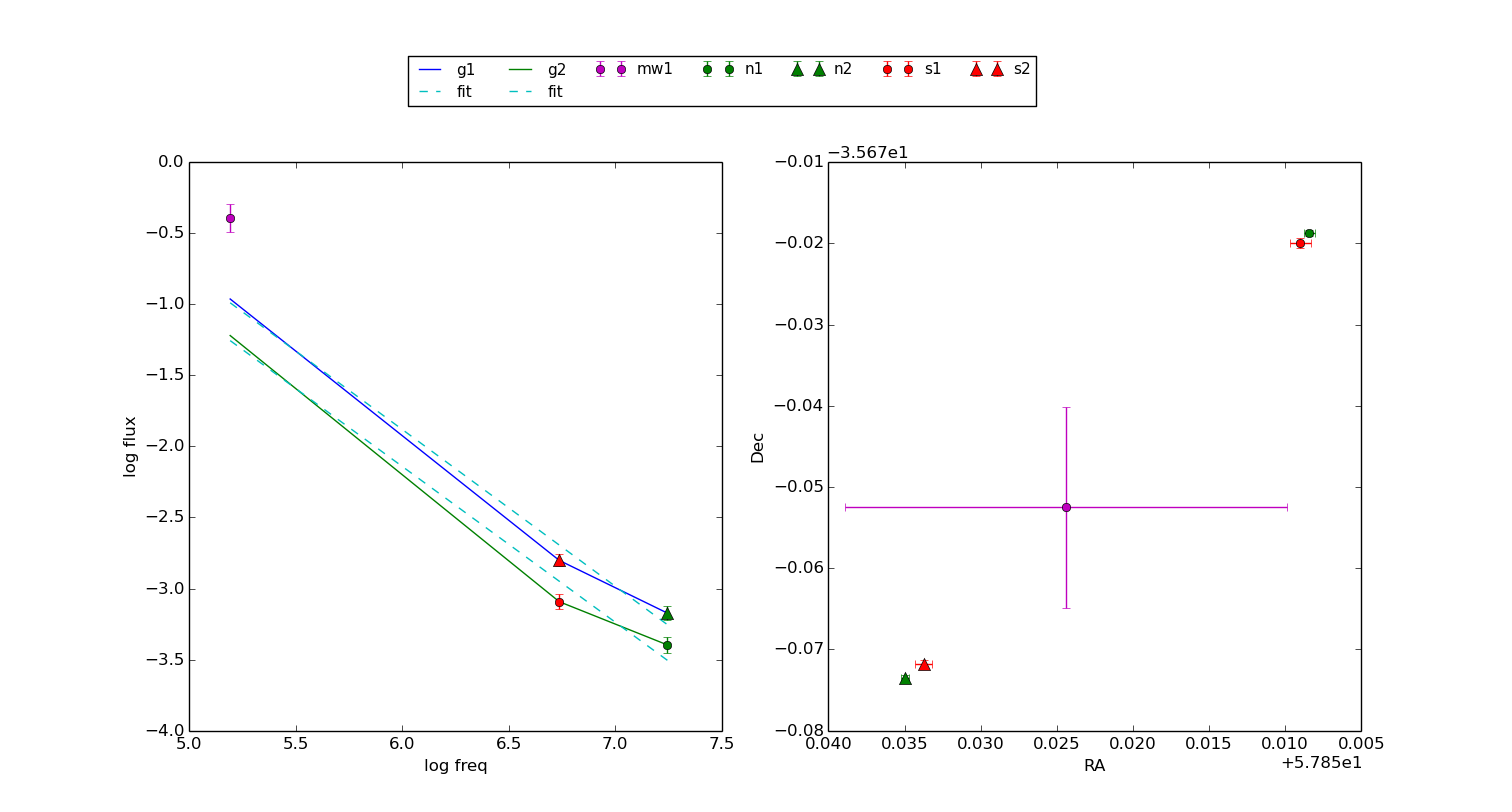 g1 g2 mw1 n1 n2 s1 s2
fit fit
0.0
−0.5
−1.0
−1.5
−2.0
−2.5
−3.0
−3.5
−4.0
log flux
5.0 5.5 6.0 6.5 7.0 7.5
log freq
−3.567e1
−0.01
−0.02
−0.03
−0.04
−0.05
−0.06
−0.07
−0.08
Dec
0.040 0.035 0.030 0.025 0.020 0.015 0.010 0.005
RA
+5.785e1